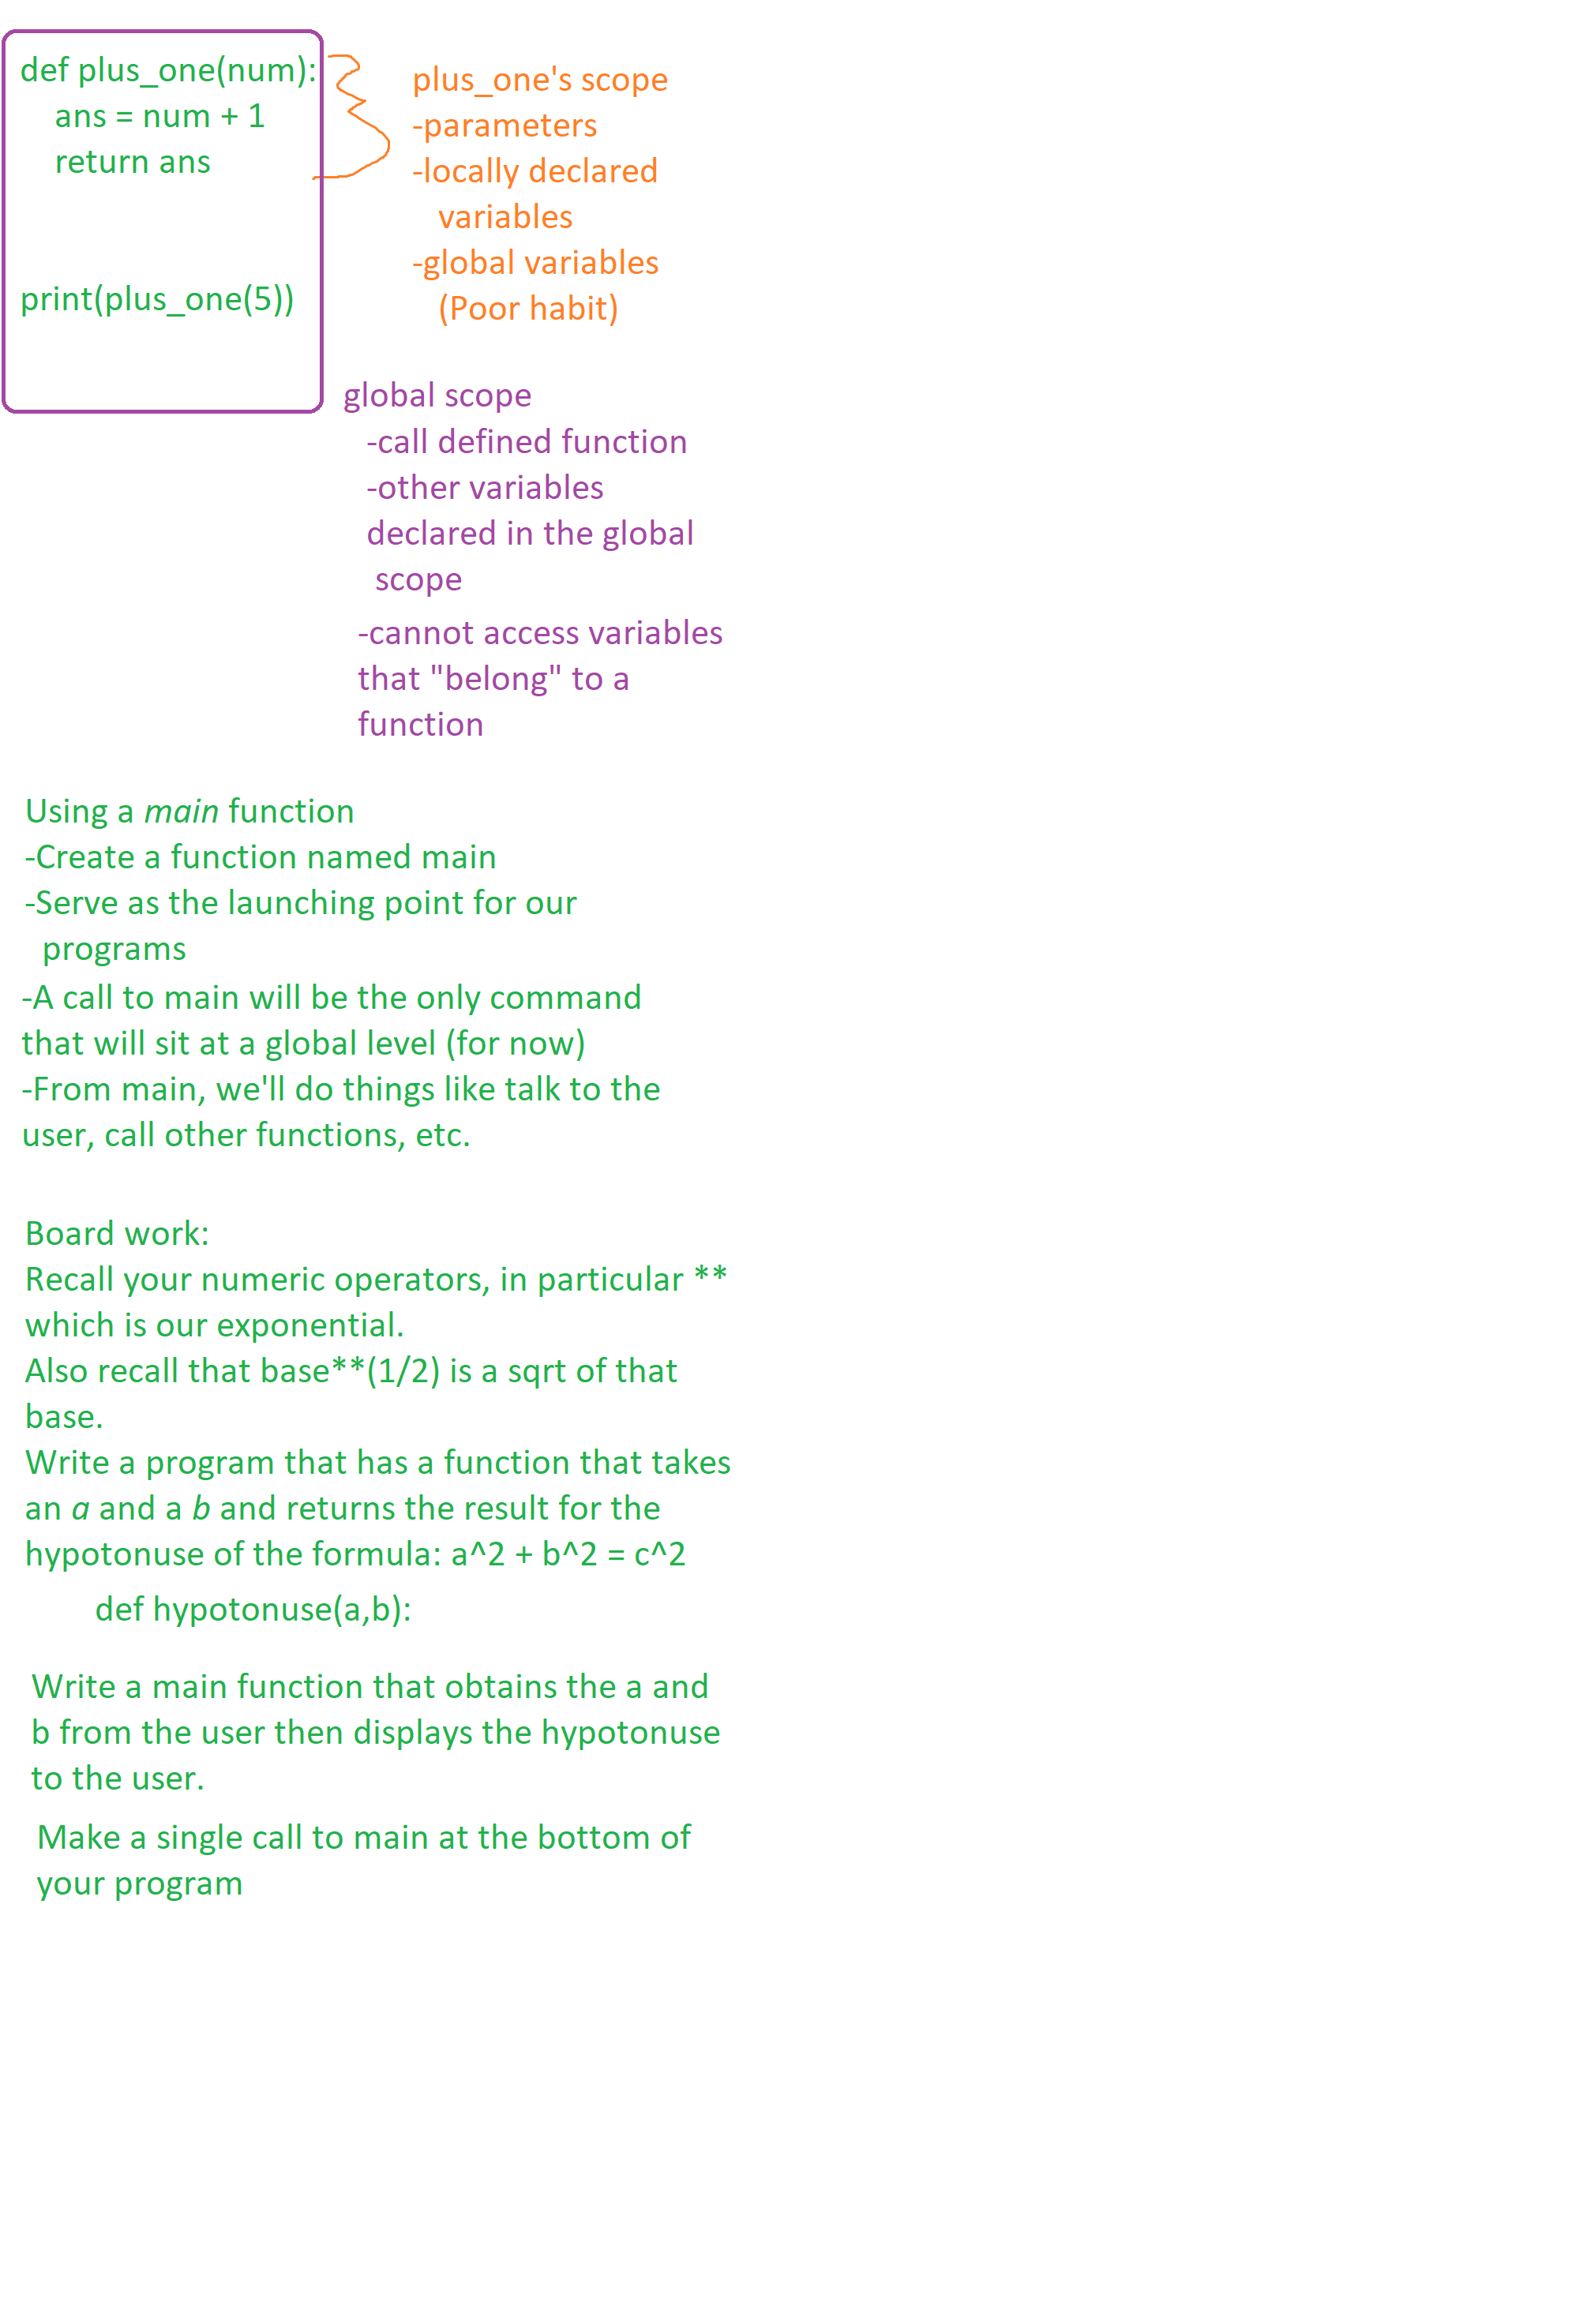 def plus_one(num):
ans = num + 1
return ans
print(plus_one(5))
plus_one's scope
-parameters
-locally declared
variables
-global variables
(Poor habit)
global scope
-call defined function
-other variables
declared in the global
scope
-cannot access variables
that "belong" to a
function
Using a main function
-Create a function named main
-Serve as the launching point for our
programs
-A call to main will be the only command
that will sit at a global level (for now)
-From main, we'll do things like talk to the
user, call other functions, etc.
Board work:
Recall your numeric operators, in particular **
which is our exponential.
Also recall that base**(1/2) is a sqrt of that
base.
Write a program that has a function that takes
an a and a b and returns the result for the
hypotonuse of the formula: a^2 + b^2 = c^2
def hypotonuse(a,b):
Write a main function that obtains the a and
b from the user then displays the hypotonuse
to the user.
Make a single call to main at the bottom of
your program